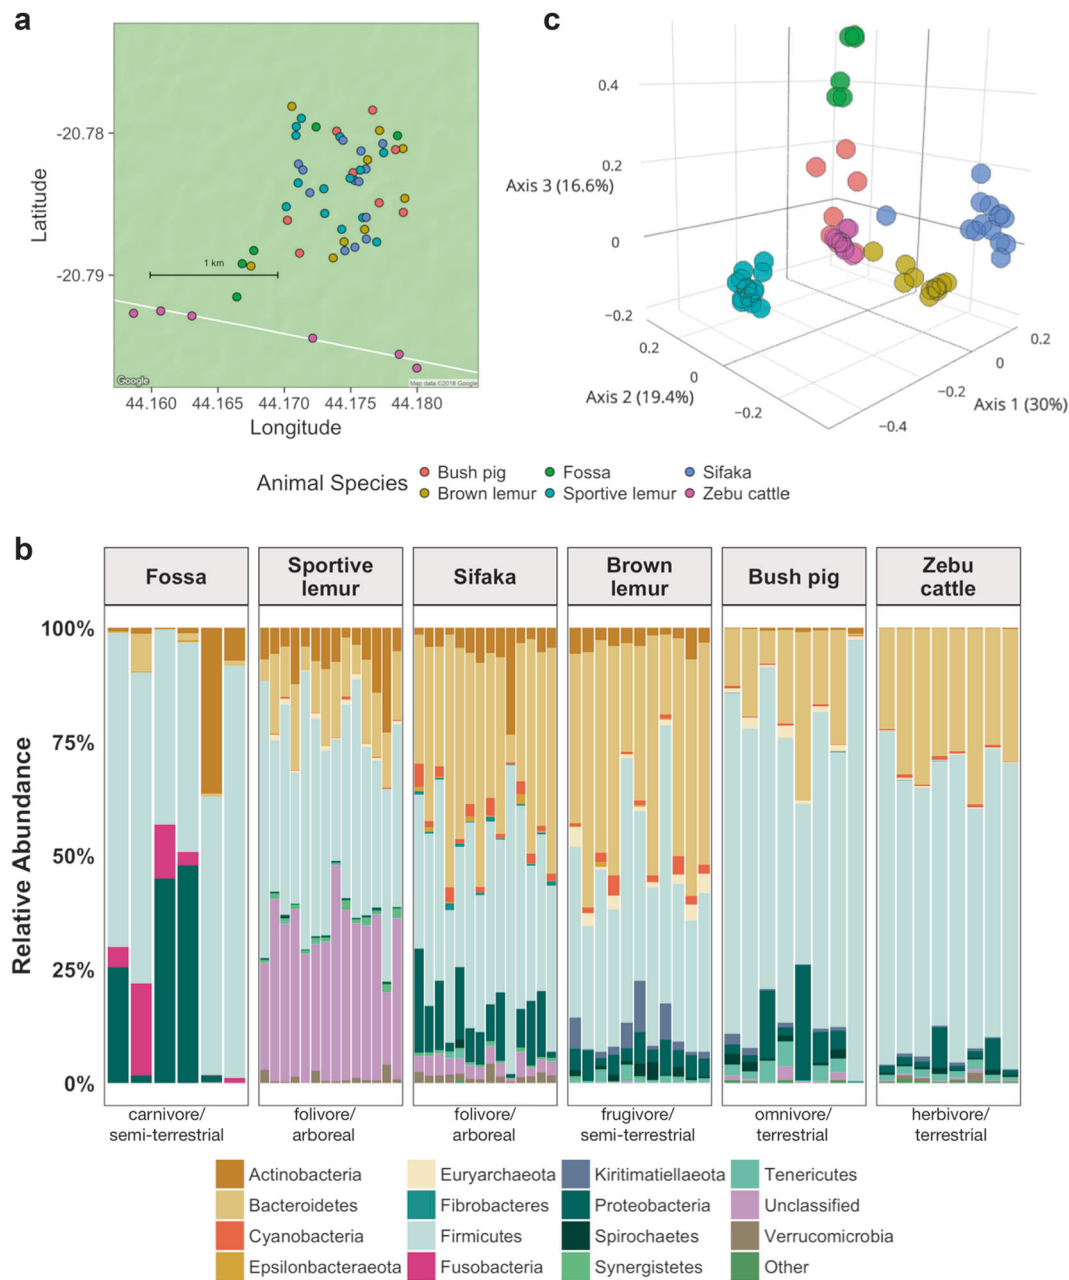 a
-20.78
-20.79
Latitude
1 km
Google
Map data ©2018 Google
44.160 44.165 44.170 44.175 44.180
Longitude
c
0.4
0.2
Axis 3 (16.6%)
0
−0.2
0.2
0
Axis 2 (19.4%)
−0.2
0.2
0
−0.2
Axis 1 (30%)
−0.4
Animal Species
Bush pig Fossa Sifaka
Brown lemur Sportive lemur Zebu cattle
b
Fossa
Sportive
lemur
Sifaka
Brown
lemur
Bush pig
Zebu
cattle
100%
75%
50%
25%
0%
Relative Abundance
carnivore/
semi-terrestrial
folivore/
arboreal
folivore/
arboreal
frugivore/
semi-terrestrial
omnivore/
terrestrial
herbivore/
terrestrial
Actinobacteria
Bacteroidetes
Cyanobacteria
Epsilonbacteraeota
Euryarchaeota
Fibrobacteres
Firmicutes
Fusobacteria
Kiritimatiellaeota
Proteobacteria
Spirochaetes
Synergistetes
Tenericutes
Unclassified
Verrucomicrobia
Other